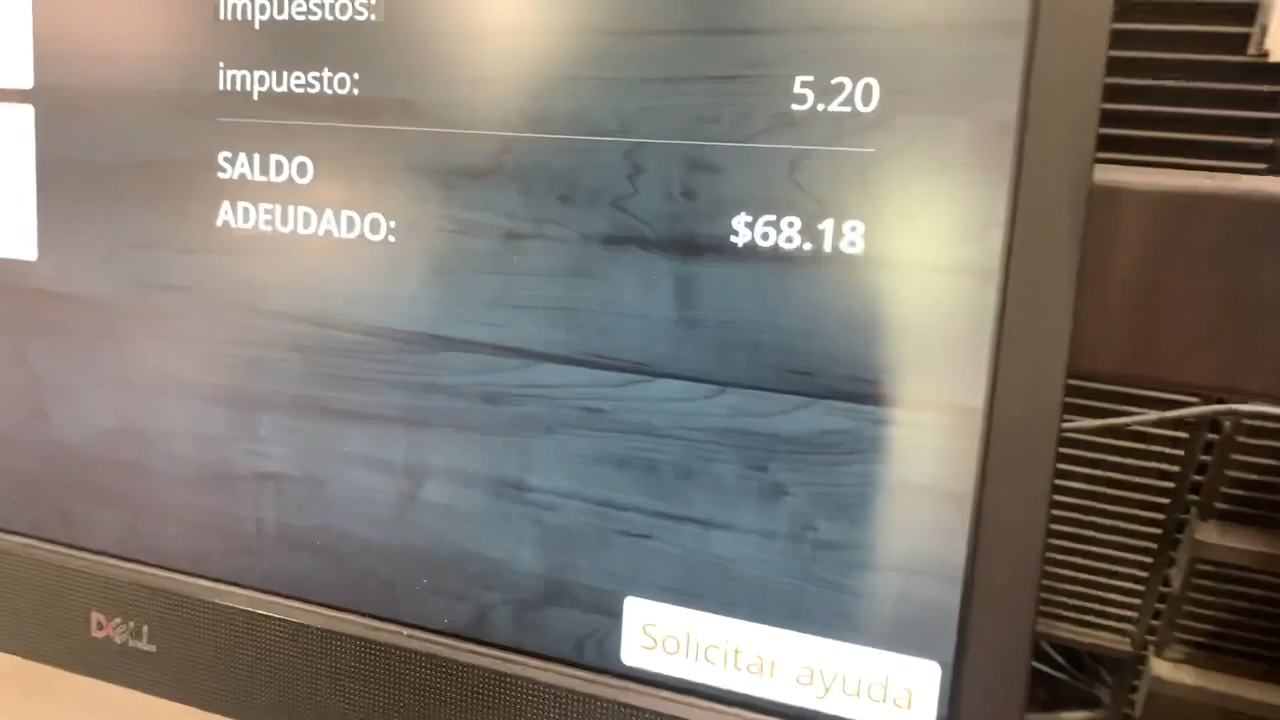 impuestos:
impuesto: 5.20
SALDO
ADEUDADO: $68.18
Solicitar ayuda
DELL